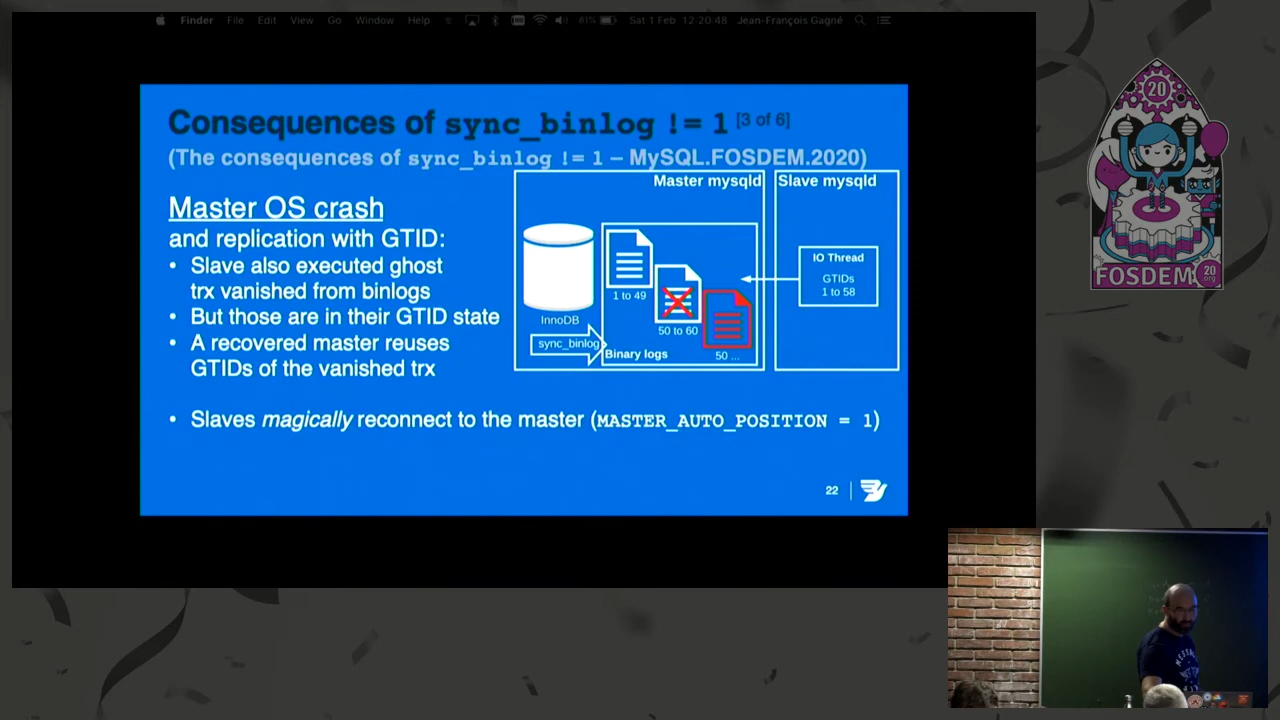 Finder File Edit View Go Window Help 61% Sat 1 Feb 12:20:48 Jean-François Gagné
Consequences of sync_binlog != 1 [3 of 6]
(The consequences of sync_binlog != 1 – MySQL.FOSDEM.2020)
Master OS crash
and replication with GTID:
• Slave also executed ghost
trx vanished from binlogs
• But those are in their GTID state
• A recovered master reuses
GTIDs of the vanished trx
• Slaves magically reconnect to the master (MASTER_AUTO_POSITION = 1)
Master mysqld
Slave mysqld
InnoDB
sync_binlog
1 to 49
50 to 60
50 ...
Binary logs
IO Thread
GTIDs
1 to 58
22
20
FOSDEM 20
.org
MESSAG